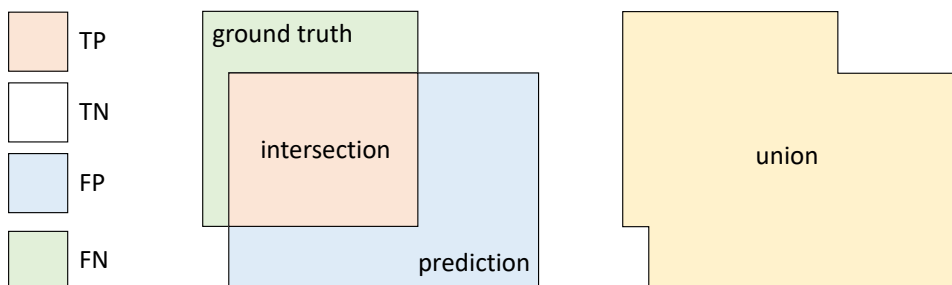 TP
TN
FP
FN
ground truth
intersection
prediction
union